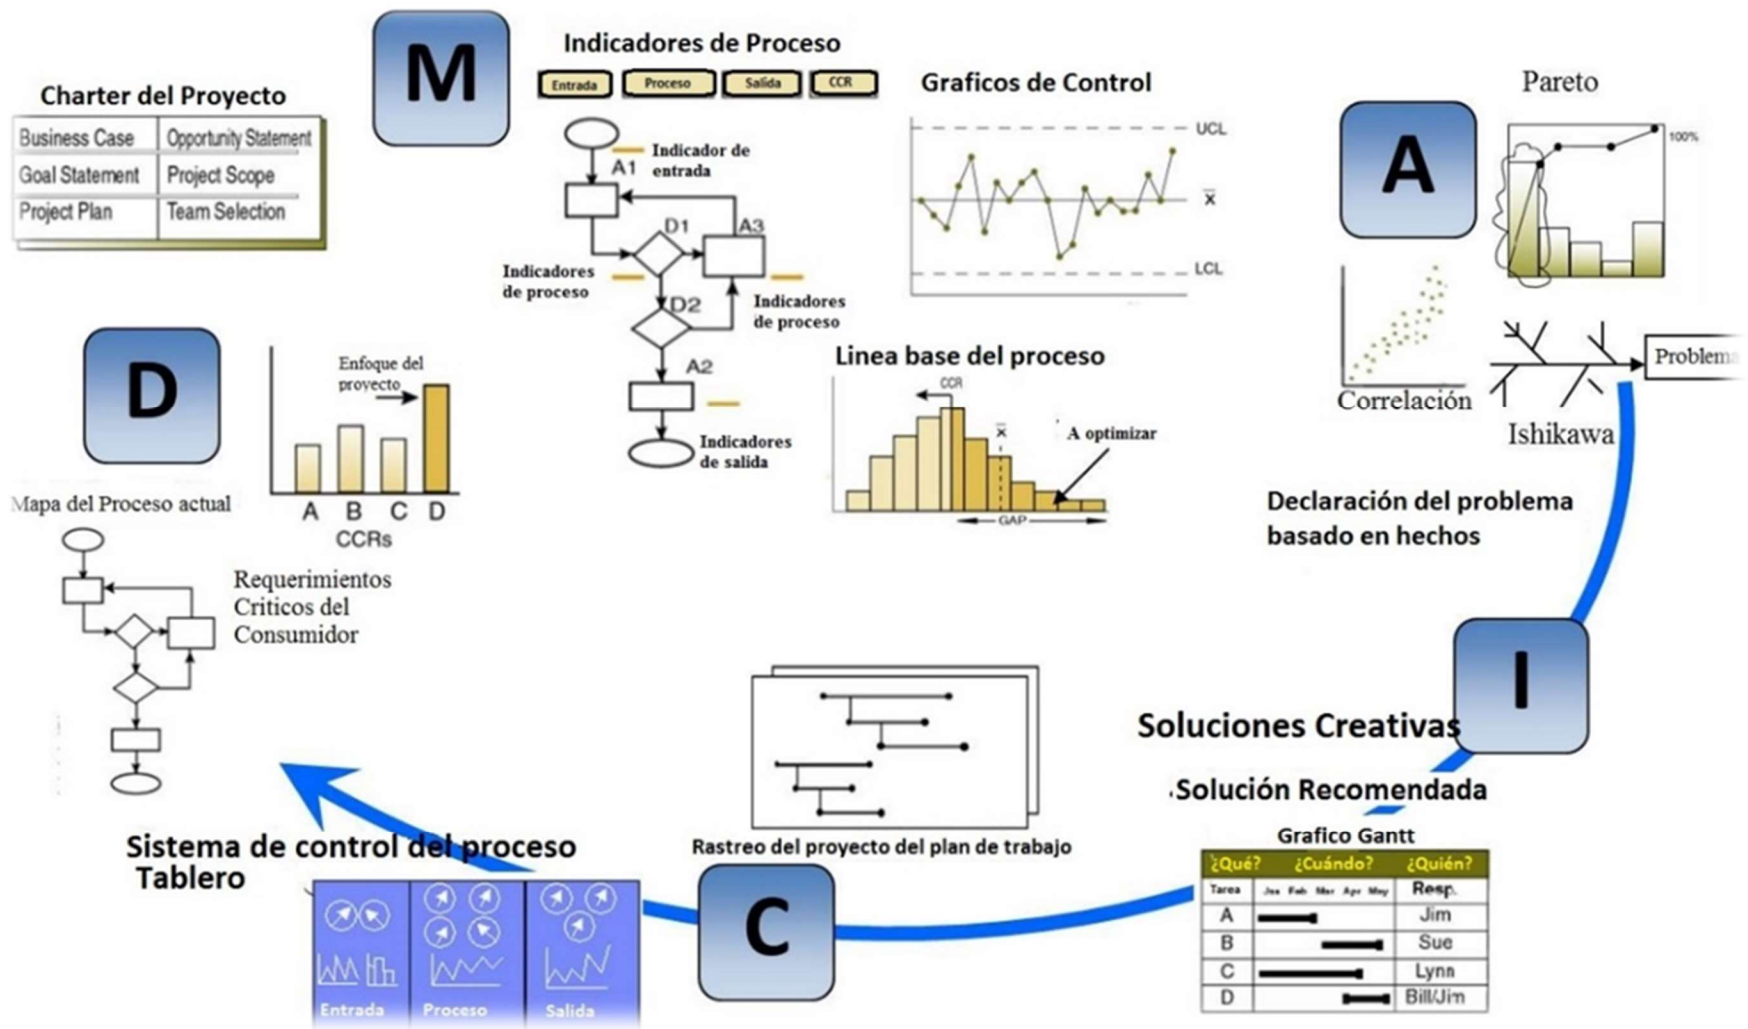 M
Indicadores de Proceso
Entrada
Proceso
Salida
CCR
Charter del Proyecto
Business Case
Opportunity Statement
Goal Statement
Project Scope
Project Plan
Team Selection
Indicador de
entrada
A1
D1
A3
Indicadores
de proceso
D2
Indicadores
de proceso
A2
Indicadores
de salida
Graficos de Control
UCL
x̄
LCL
Linea base del proceso
CCR
x̄
A optimizar
GAP
A
Pareto
100%
Correlación
Problema
Ishikawa
Declaración del problema
basado en hechos
D
Enfoque del
proyecto
A B C D
CCRs
Mapa del Proceso actual
Requerimientos
Criticos del
Consumidor
I
Soluciones Creativas
Solución Recomendada
Grafico Gantt
¿Qué? ¿Cuándo? ¿Quién?
Tarea Jan Feb Mar Apr May Resp.
A Jim
B Sue
C Lynn
D Bill/Jim
Rastreo del proyecto del plan de trabajo
C
Sistema de control del proceso
Tablero
Entrada
Proceso
Salida